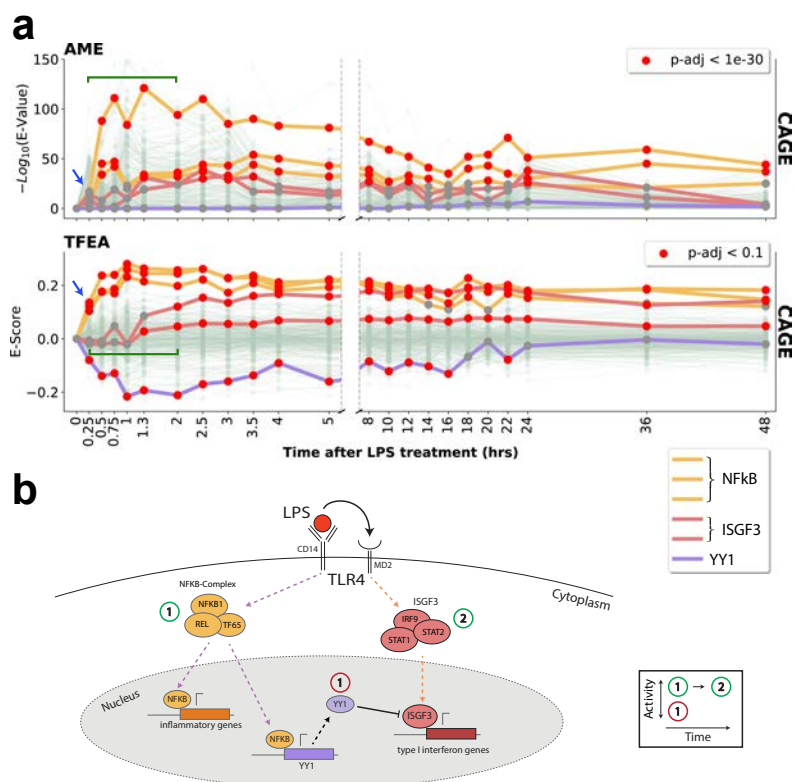 a
AME
150
100
50
0
−Log₁₀(E-Value)
p-adj < 1e-30
CAGE
TFEA
0.2
0.0
−0.2
E-Score
p-adj < 0.1
CAGE
0 0.25 0.5 0.75 1 1.3 2 2.5 3 3.5 4 5 8 10 12 14 16 18 20 22 24 36 48
Time after LPS treatment (hrs)
NFkB
ISGF3
YY1
b
LPS
CD14
MD2
TLR4
Cytoplasm
NFKB-Complex
1
NFKB1
REL
TF65
ISGF3
IRF9
STAT1
STAT2
2
Nucleus
NFKB
inflammatory genes
NFKB
YY1
1
YY1
ISGF3
type I interferon genes
Activity
1 → 2
1
Time